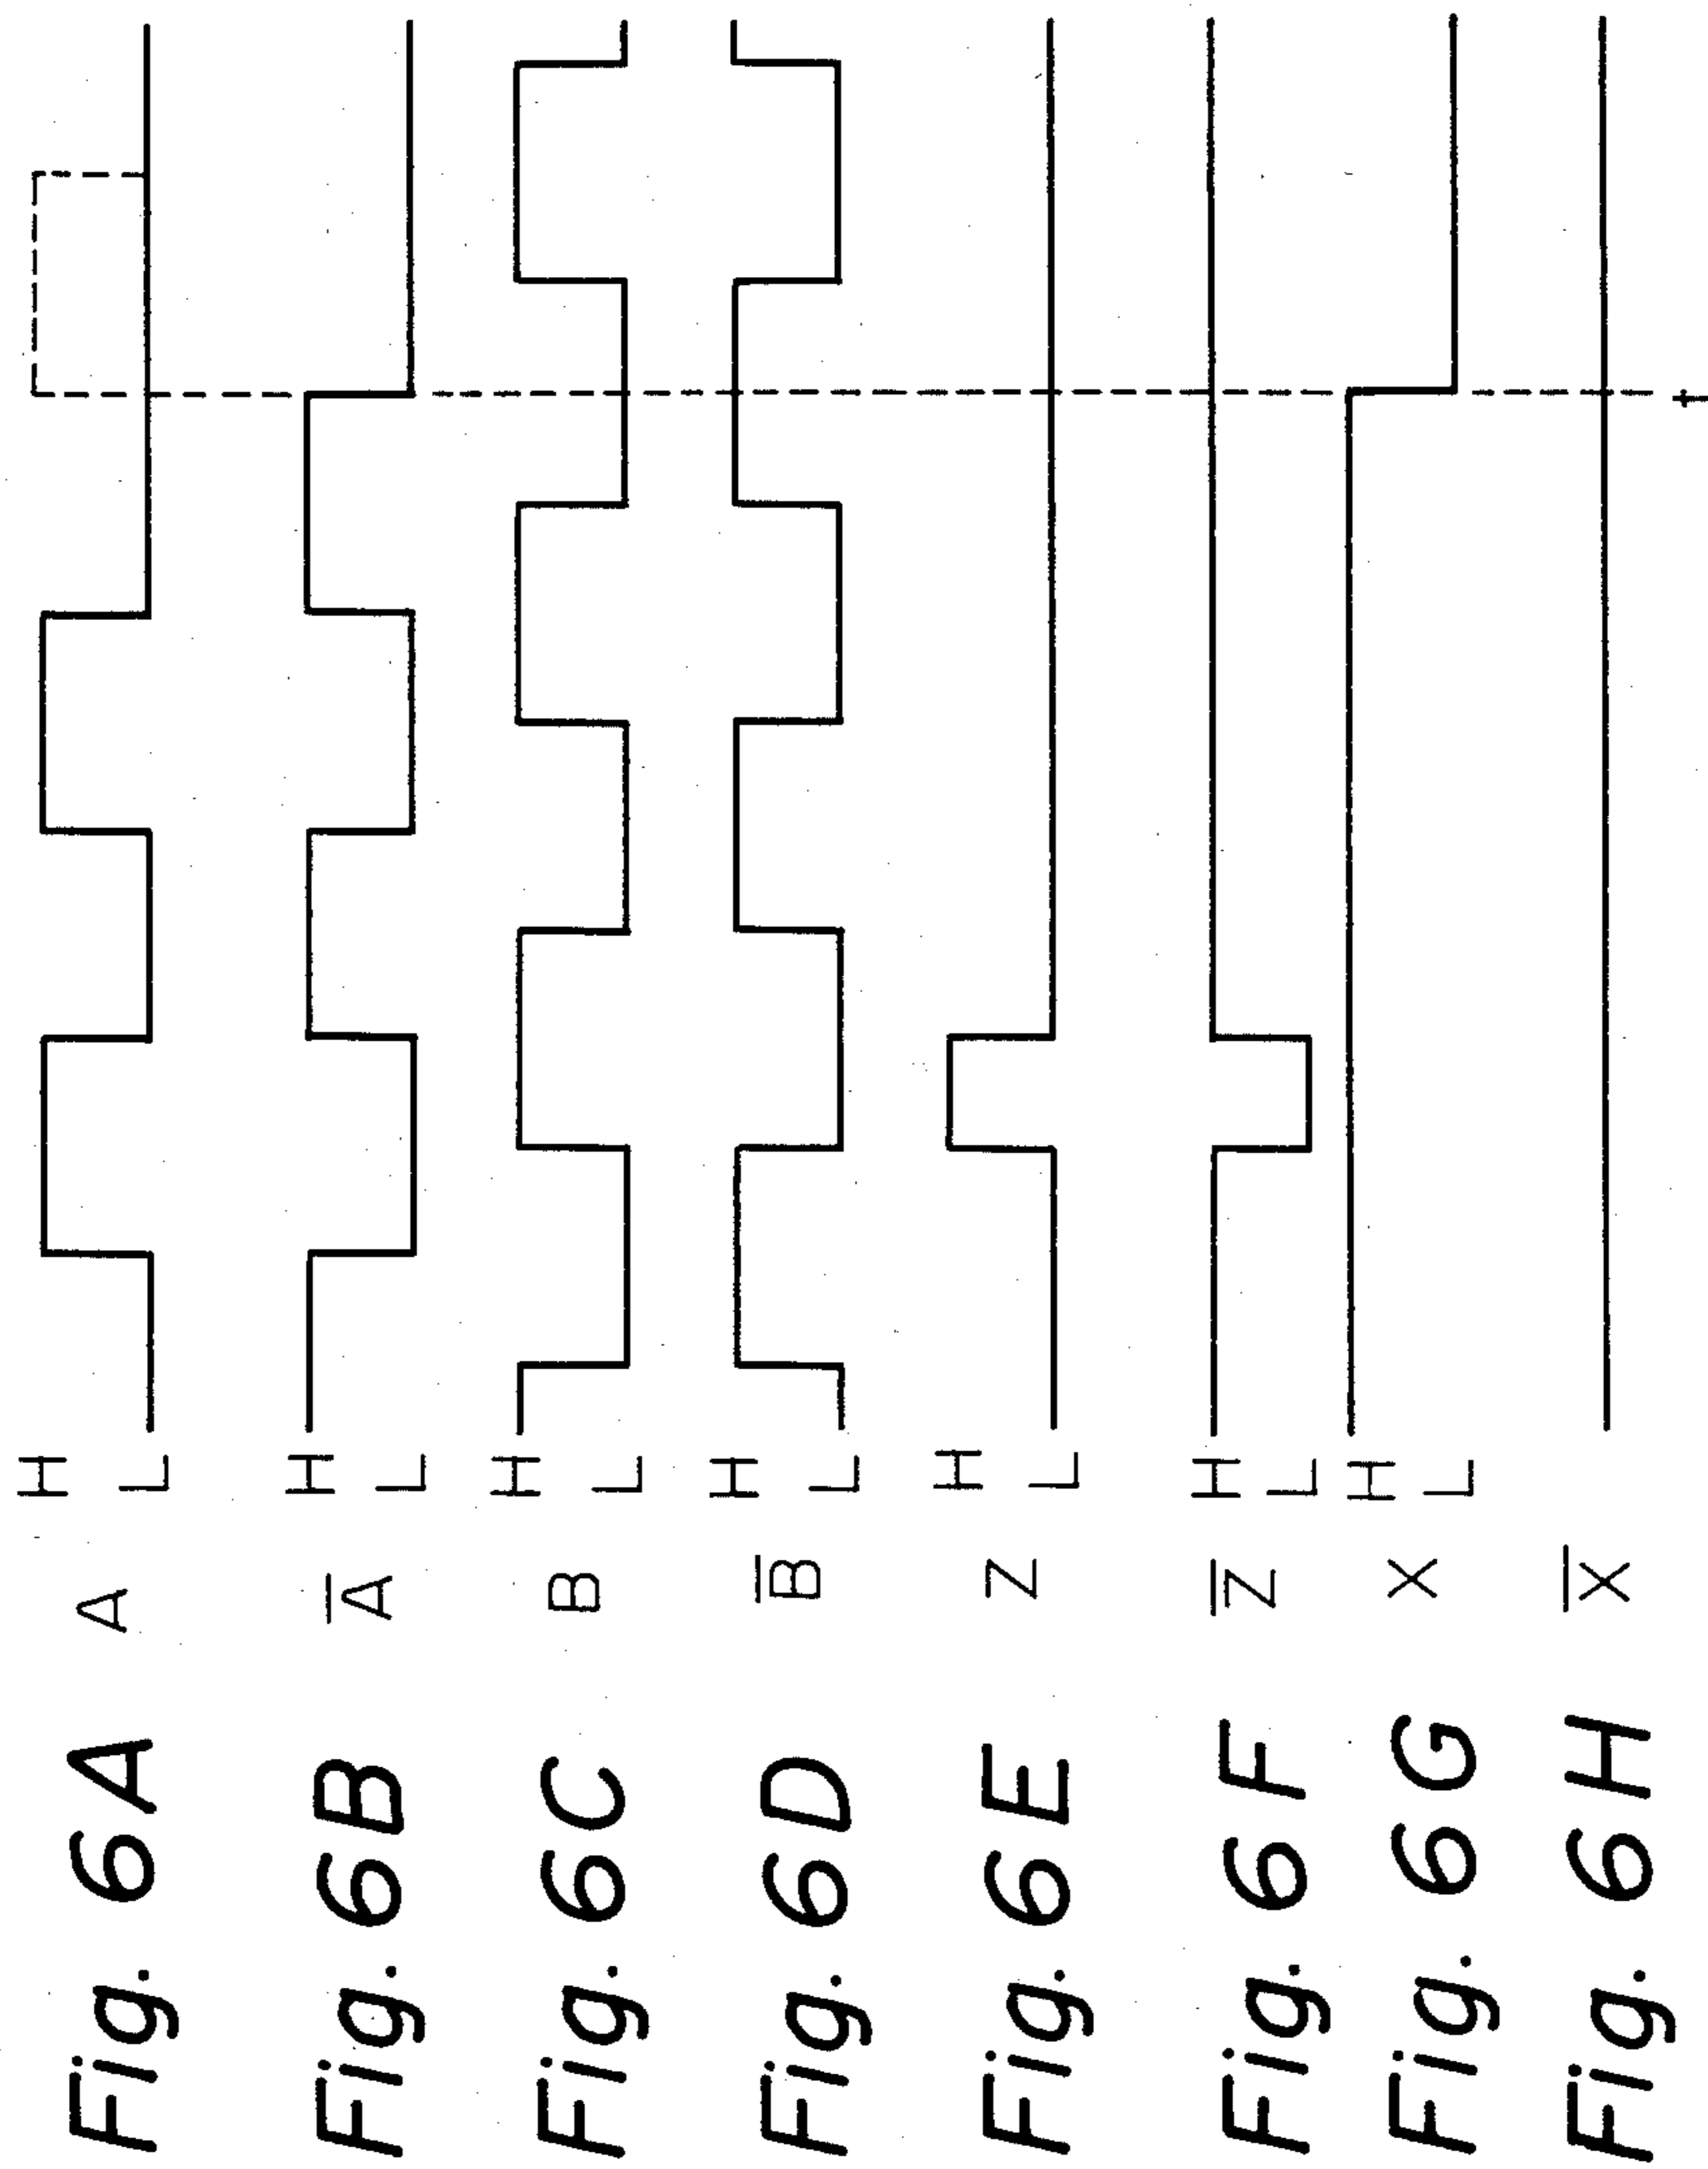 Fig. 6A A H L
Fig. 6B A̅ H L
Fig. 6C B H L
Fig. 6D B̅ H L
Fig. 6E Z H L
Fig. 6F Z̅ H L
Fig. 6G X H L
Fig. 6H X̅
t